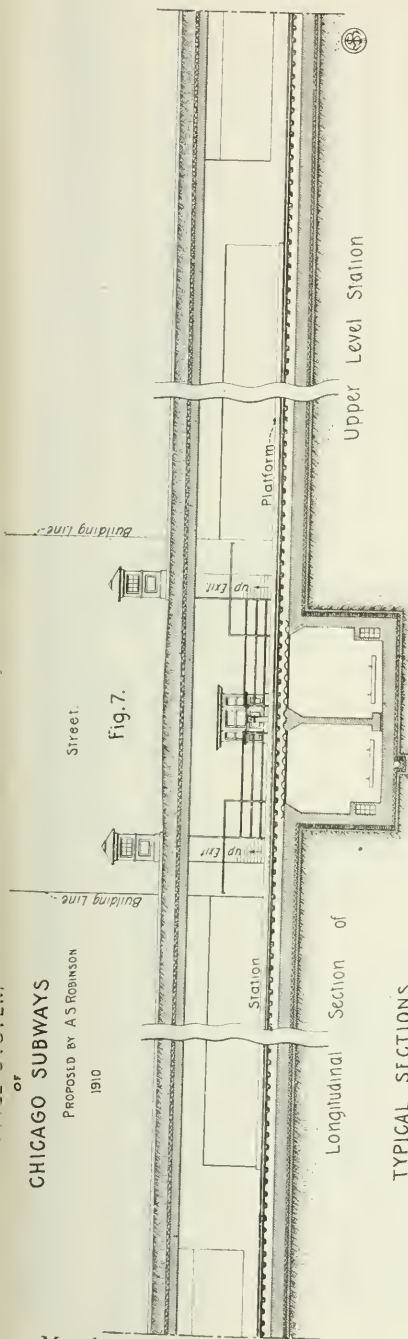 OF
CHICAGO SUBWAYS
PROPOSED BY A S ROBINSON
1910
Street.
Fig. 7.
Building Line
Building Line
up Exit
up Exit
Station
Platform
Longitudinal Section of
Upper Level Station
TYPICAL SECTIONS